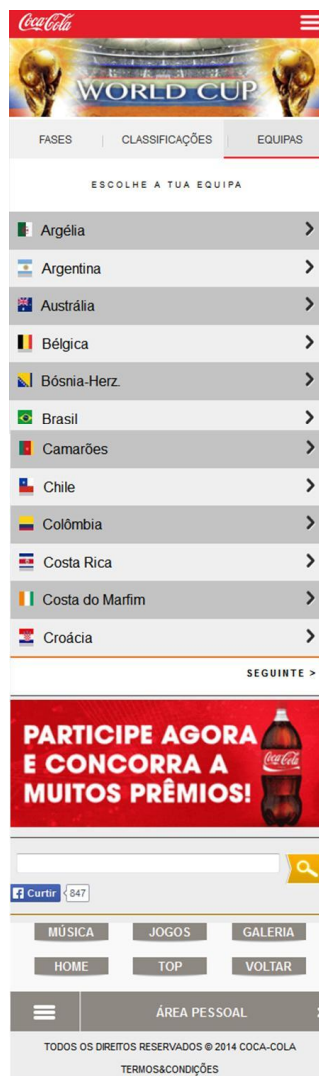 Coca-Cola
WORLD CUP
FASES | CLASSIFICAÇÕES | EQUIPAS
ESCOLHE A TUA EQUIPA
Argélia
Argentina
Austrália
Bélgica
Bósnia-Herz.
Brasil
Camarões
Chile
Colômbia
Costa Rica
Costa do Marfim
Croácia
SEGUINTE >
PARTICIPE AGORA
E CONCORRA A
MUITOS PRÊMIOS!
Coca-Cola
Curtir 847
MÚSICA JOGOS GALERIA
HOME TOP VOLTAR
ÁREA PESSOAL
TODOS OS DIREITOS RESERVADOS @ 2014 COCA-COLA
TERMOS&CONDIÇÕES